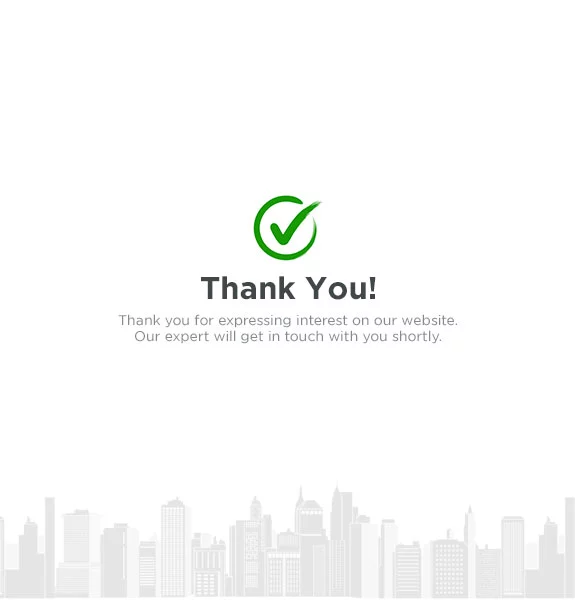 Thank You!
Thank you for expressing interest on our website.
Our expert will get in touch with you shortly.